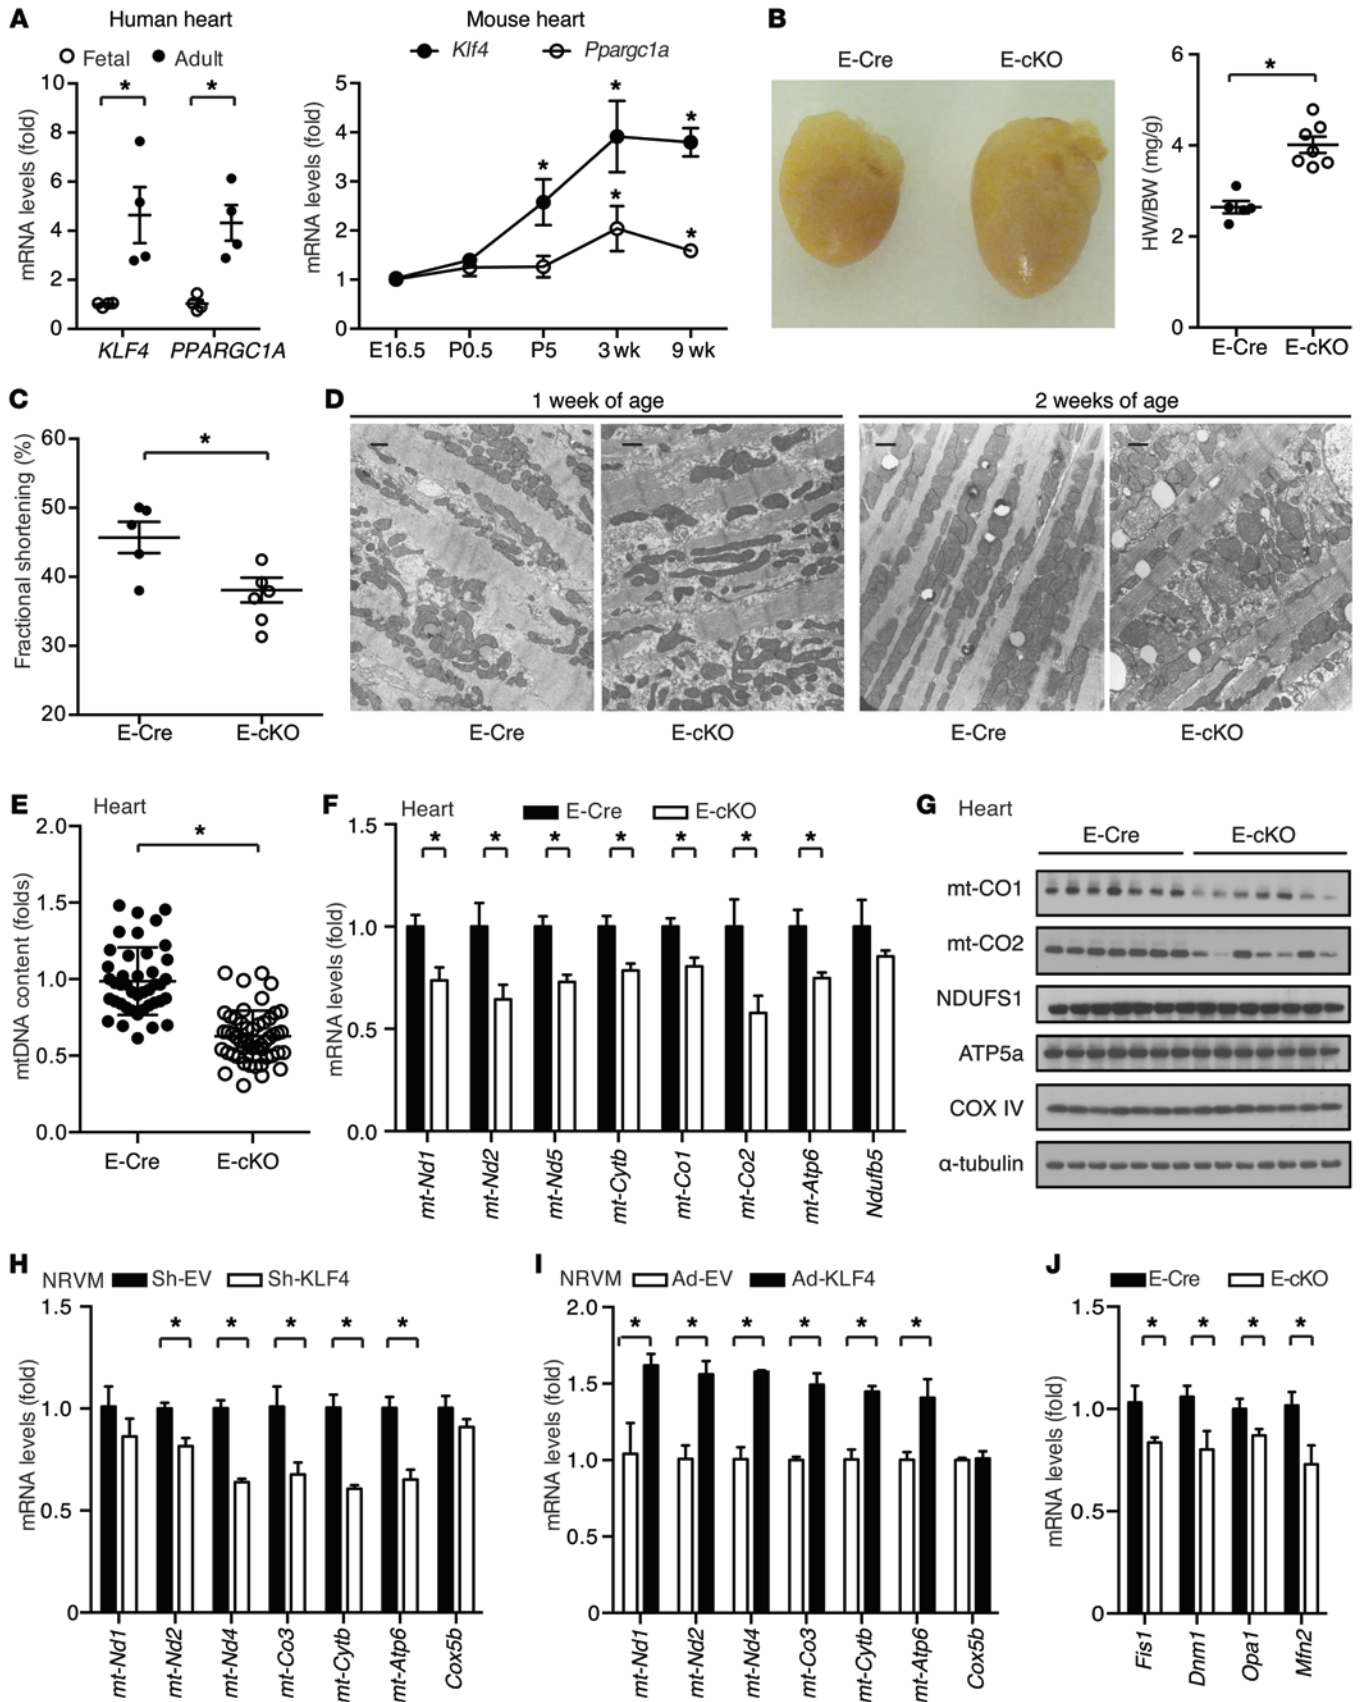 A
Human heart
Fetal Adult
mRNA levels (fold)
10
8
6
4
2
0
* *
KLF4 PPARGC1A
Mouse heart
Klf4 Ppargc1a
mRNA levels (fold)
5
4
3
2
1
0
* * * * *
E16.5 P0.5 P5 3 wk 9 wk
B
E-Cre E-cKO
HW/BW (mg/g)
6
4
2
0
*
E-Cre E-cKO
C
Fractional shortening (%)
60
50
40
30
20
*
E-Cre E-cKO
D
1 week of age 2 weeks of age
E-Cre E-cKO E-Cre E-cKO
E
Heart
mtDNA content (folds)
2.0
1.5
1.0
0.5
0.0
*
E-Cre E-cKO
F
Heart E-Cre E-cKO
mRNA levels (fold)
1.5
1.0
0.5
0.0
* * * * * * *
mt-Nd1 mt-Nd2 mt-Nd5 mt-Cytb mt-Co1 mt-Co2 mt-Atp6 Ndufb5
G
Heart
E-Cre E-cKO
mt-CO1
mt-CO2
NDUFS1
ATP5a
COX IV
α-tubulin
H
NRVM Sh-EV Sh-KLF4
mRNA levels (fold)
1.5
1.0
0.5
0
* * * * *
mt-Nd1 mt-Nd2 mt-Nd4 mt-Co3 mt-Cytb mt-Atp6 Cox5b
I
NRVM Ad-EV Ad-KLF4
mRNA levels (fold)
2.0
1.5
1.0
0.5
0
* * * * * *
mt-Nd1 mt-Nd2 mt-Nd4 mt-Co3 mt-Cytb mt-Atp6 Cox5b
J
E-Cre E-cKO
mRNA levels (fold)
1.5
1.0
0.5
0
* * * *
Fis1 Dnm1 Opa1 Mfn2